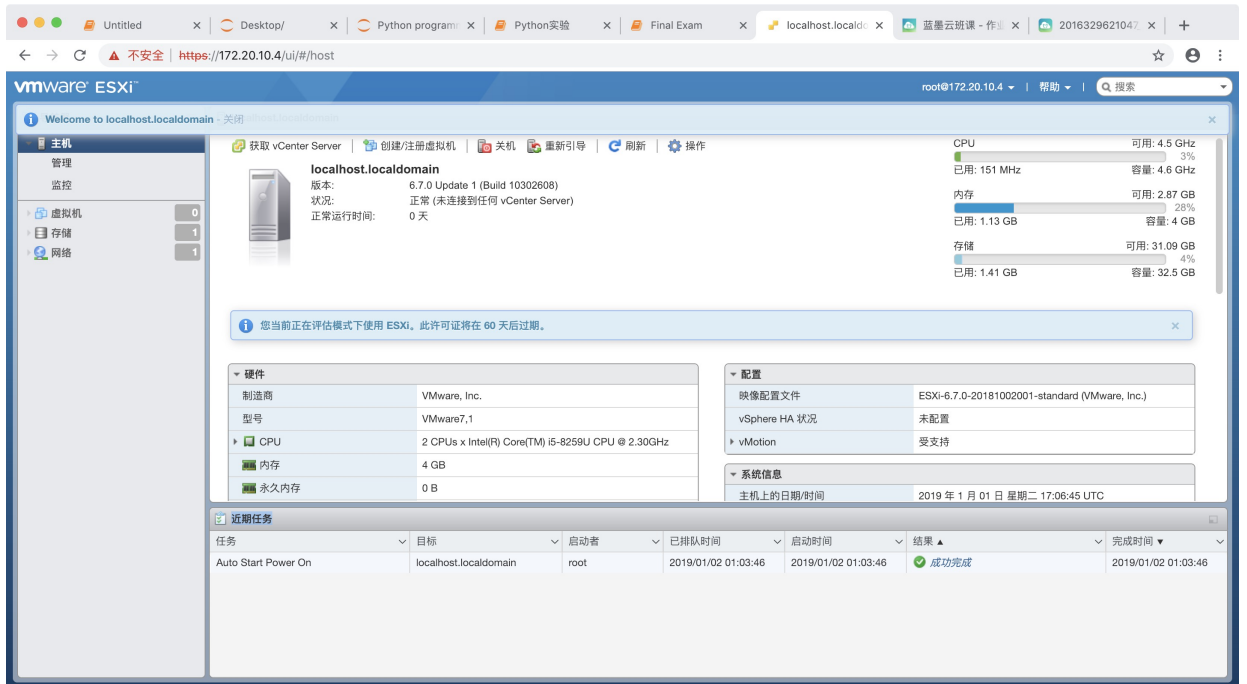 Untitled
Desktop/
Python programm
Python实验
Final Exam
localhost.localdo
蓝墨云班课 - 作业
2016329621047
不安全 | https://172.20.10.4/ui/#/host
vmware ESXi™
root@172.20.10.4 | 帮助 | 搜索
Welcome to localhost.localdomain - 关闭
主机
管理
监控
虚拟机 0
存储 1
网络 1
获取 vCenter Server | 创建/注册虚拟机 | 关机 重新引导 | 刷新 | 操作
localhost.localdomain
版本: 6.7.0 Update 1 (Build 10302608)
状况: 正常 (未连接到任何 vCenter Server)
正常运行时间: 0 天
CPU 可用: 4.5 GHz
3%
已用: 151 MHz 容量: 4.6 GHz
内存 可用: 2.87 GB
28%
已用: 1.13 GB 容量: 4 GB
存储 可用: 31.09 GB
4%
已用: 1.41 GB 容量: 32.5 GB
您当前正在评估模式下使用 ESXi。此许可证将在 60 天后过期。
硬件
制造商 VMware, Inc.
型号 VMware7,1
CPU 2 CPUs x Intel(R) Core(TM) i5-8259U CPU @ 2.30GHz
内存 4 GB
永久内存 0 B
配置
映像配置文件 ESXi-6.7.0-20181002001-standard (VMware, Inc.)
vSphere HA 状况 未配置
vMotion 受支持
系统信息
主机上的日期/时间 2019 年 1 月 01 日 星期二 17:06:45 UTC
近期任务
任务 目标 启动者 已排队时间 启动时间 结果 ▲ 完成时间 ▼
Auto Start Power On localhost.localdomain root 2019/01/02 01:03:46 2019/01/02 01:03:46 成功完成 2019/01/02 01:03:46